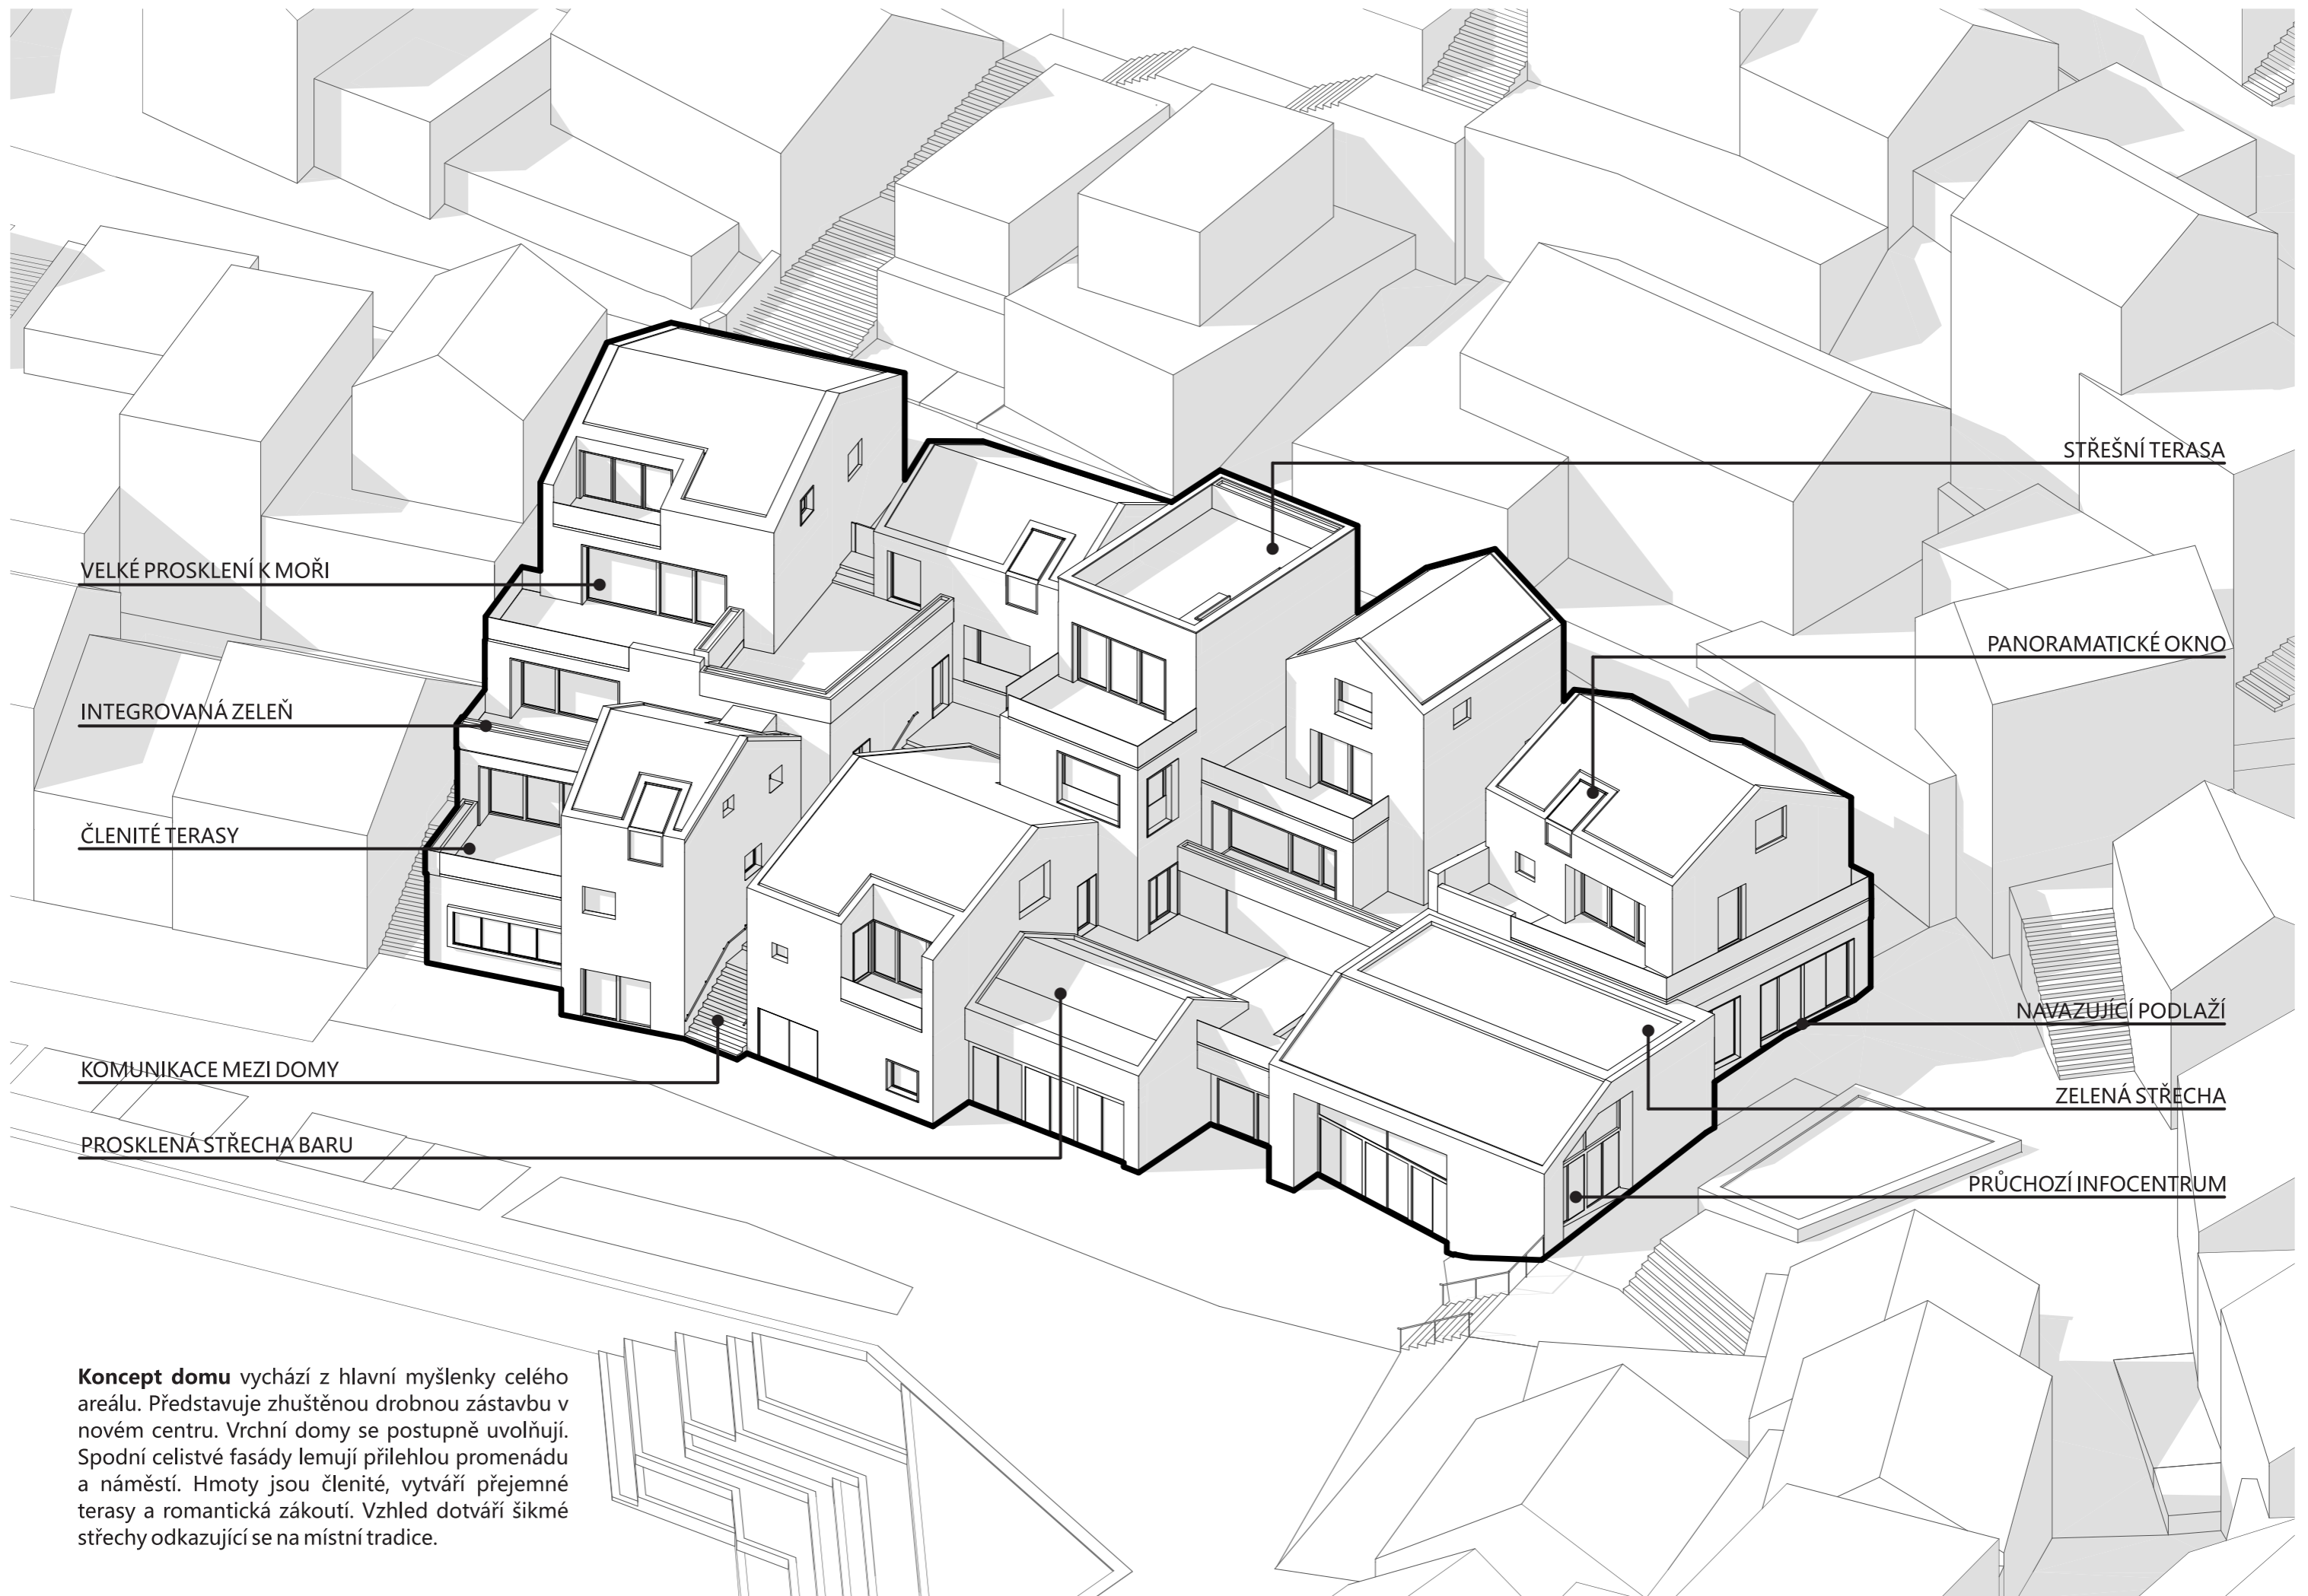 STŘEŠNÍ TERASA
VELKÉ PROSKLENÍ K MOŘI
PANORAMATICKÉ OKNO
INTEGROVANÁ ZELEŇ
ČLENITÉ TERASY
NAVAZUJÍCÍ PODLAŽÍ
KOMUNIKACE MEZI DOMY
ZELENÁ STŘECHA
PROSKLENÁ STŘECHA BARU
PRŮCHOZÍ INFOCENTRUM
Koncept domu vychází z hlavní myšlenky celého
areálu. Představuje zhuštěnou drobnou zástavbu v
novém centru. Vrchní domy se postupně uvolňují.
Spodní celistvé fasády lemují přilehlou promenádu
a náměstí. Hmoty jsou členité, vytváří přejemné
terasy a romantická zákoutí. Vzhled dotváří šikmé
střechy odkazující se na místní tradice.